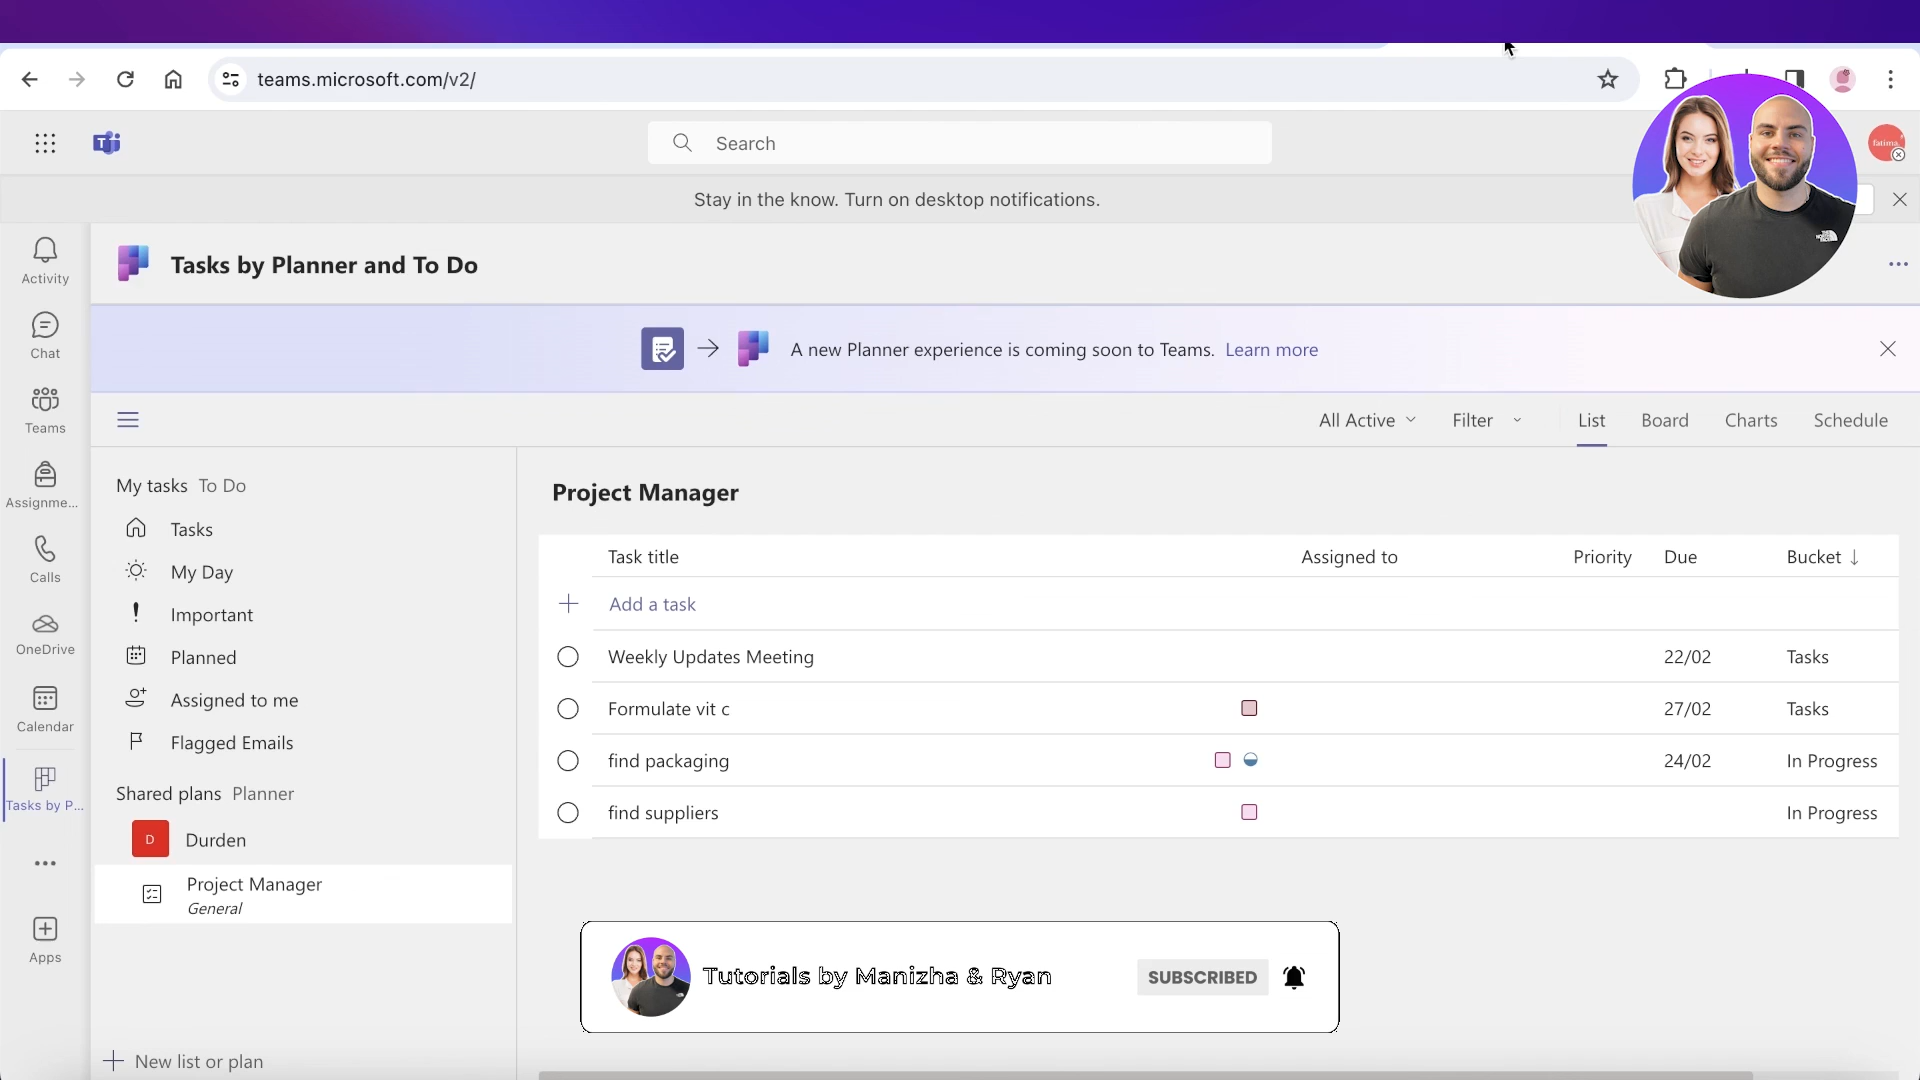 teams.microsoft.com/v2/
Search
fatima.
Stay in the know. Turn on desktop notifications.
Activity
Chat
Teams
Assignme...
Calls
OneDrive
Calendar
Tasks by P...
Apps
Tasks by Planner and To Do
A new Planner experience is coming soon to Teams. Learn more
All Active Filter List Board Charts Schedule
My tasks To Do
Tasks
My Day
Important
Planned
Assigned to me
Flagged Emails
Shared plans Planner
D Durden
Project Manager
General
New list or plan
Project Manager
Task title Assigned to Priority Due Bucket ↓
Add a task
Weekly Updates Meeting 22/02 Tasks
Formulate vit c 27/02 Tasks
find packaging 24/02 In Progress
find suppliers In Progress
Tutorials by Manizha & Ryan SUBSCRIBED